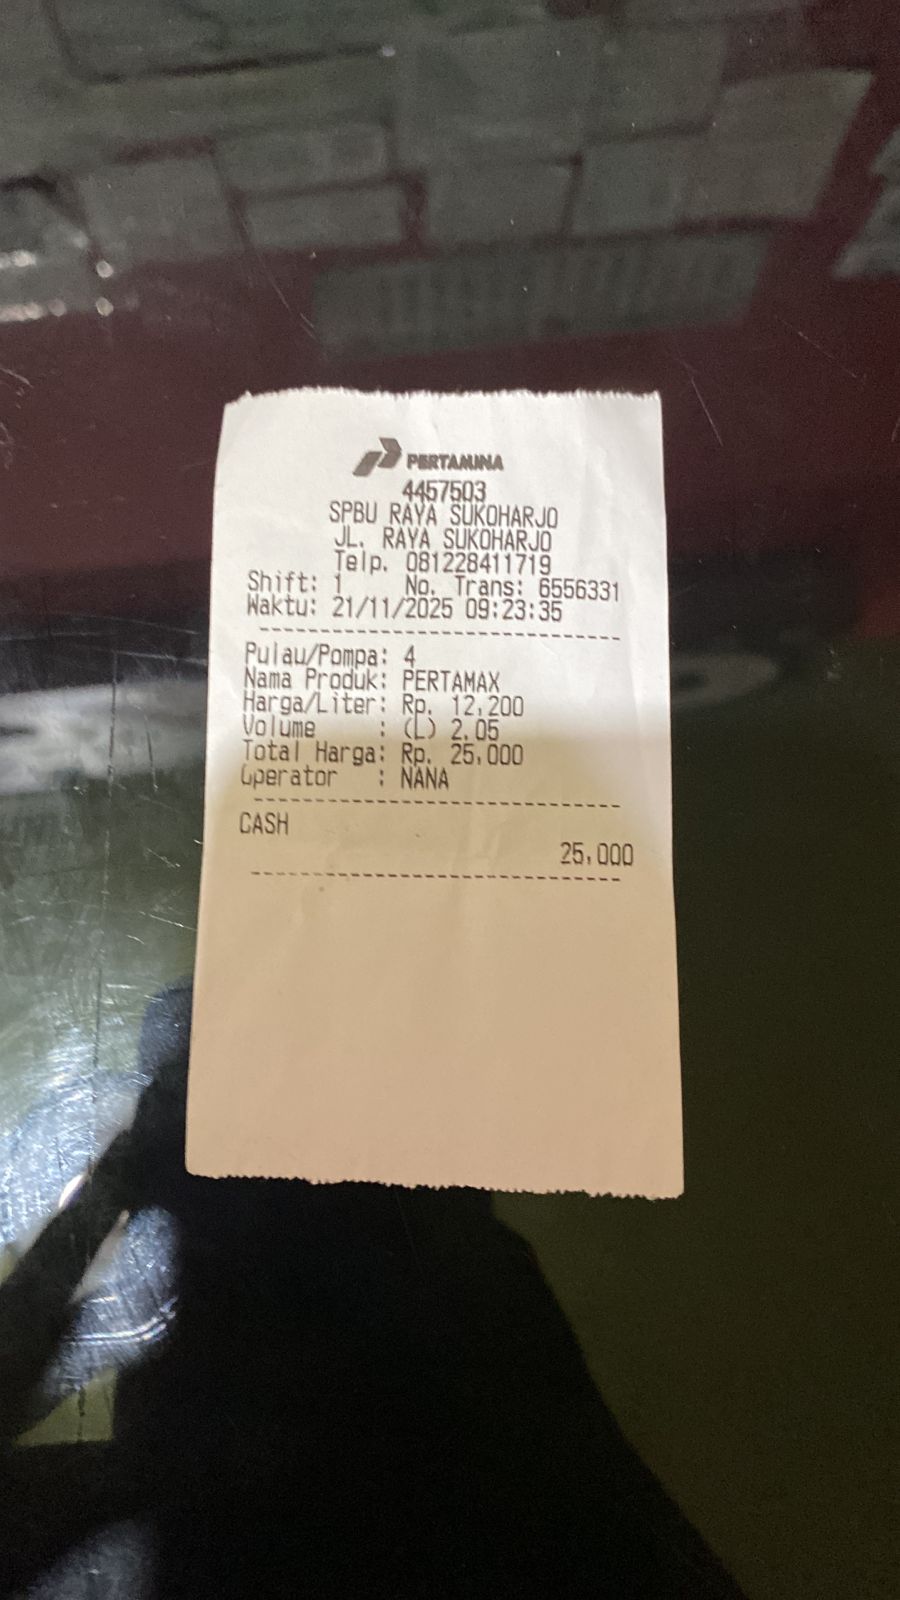 PERTAMINA
4457503
SPBU RAYA SUKOHARJO
JL. RAYA SUKOHARJO
Telp. 081228411719
Shift: 1 No. Trans: 6556331
Waktu: 21/11/2025 09:23:35
--------------------------------
Pulau/Pompa: 4
Nama Produk: PERTAMAX
Harga/Liter: Rp. 12,200
Volume : (L) 2.05
Total Harga: Rp. 25,000
Operator : NANA
--------------------------------
CASH
25,000
--------------------------------